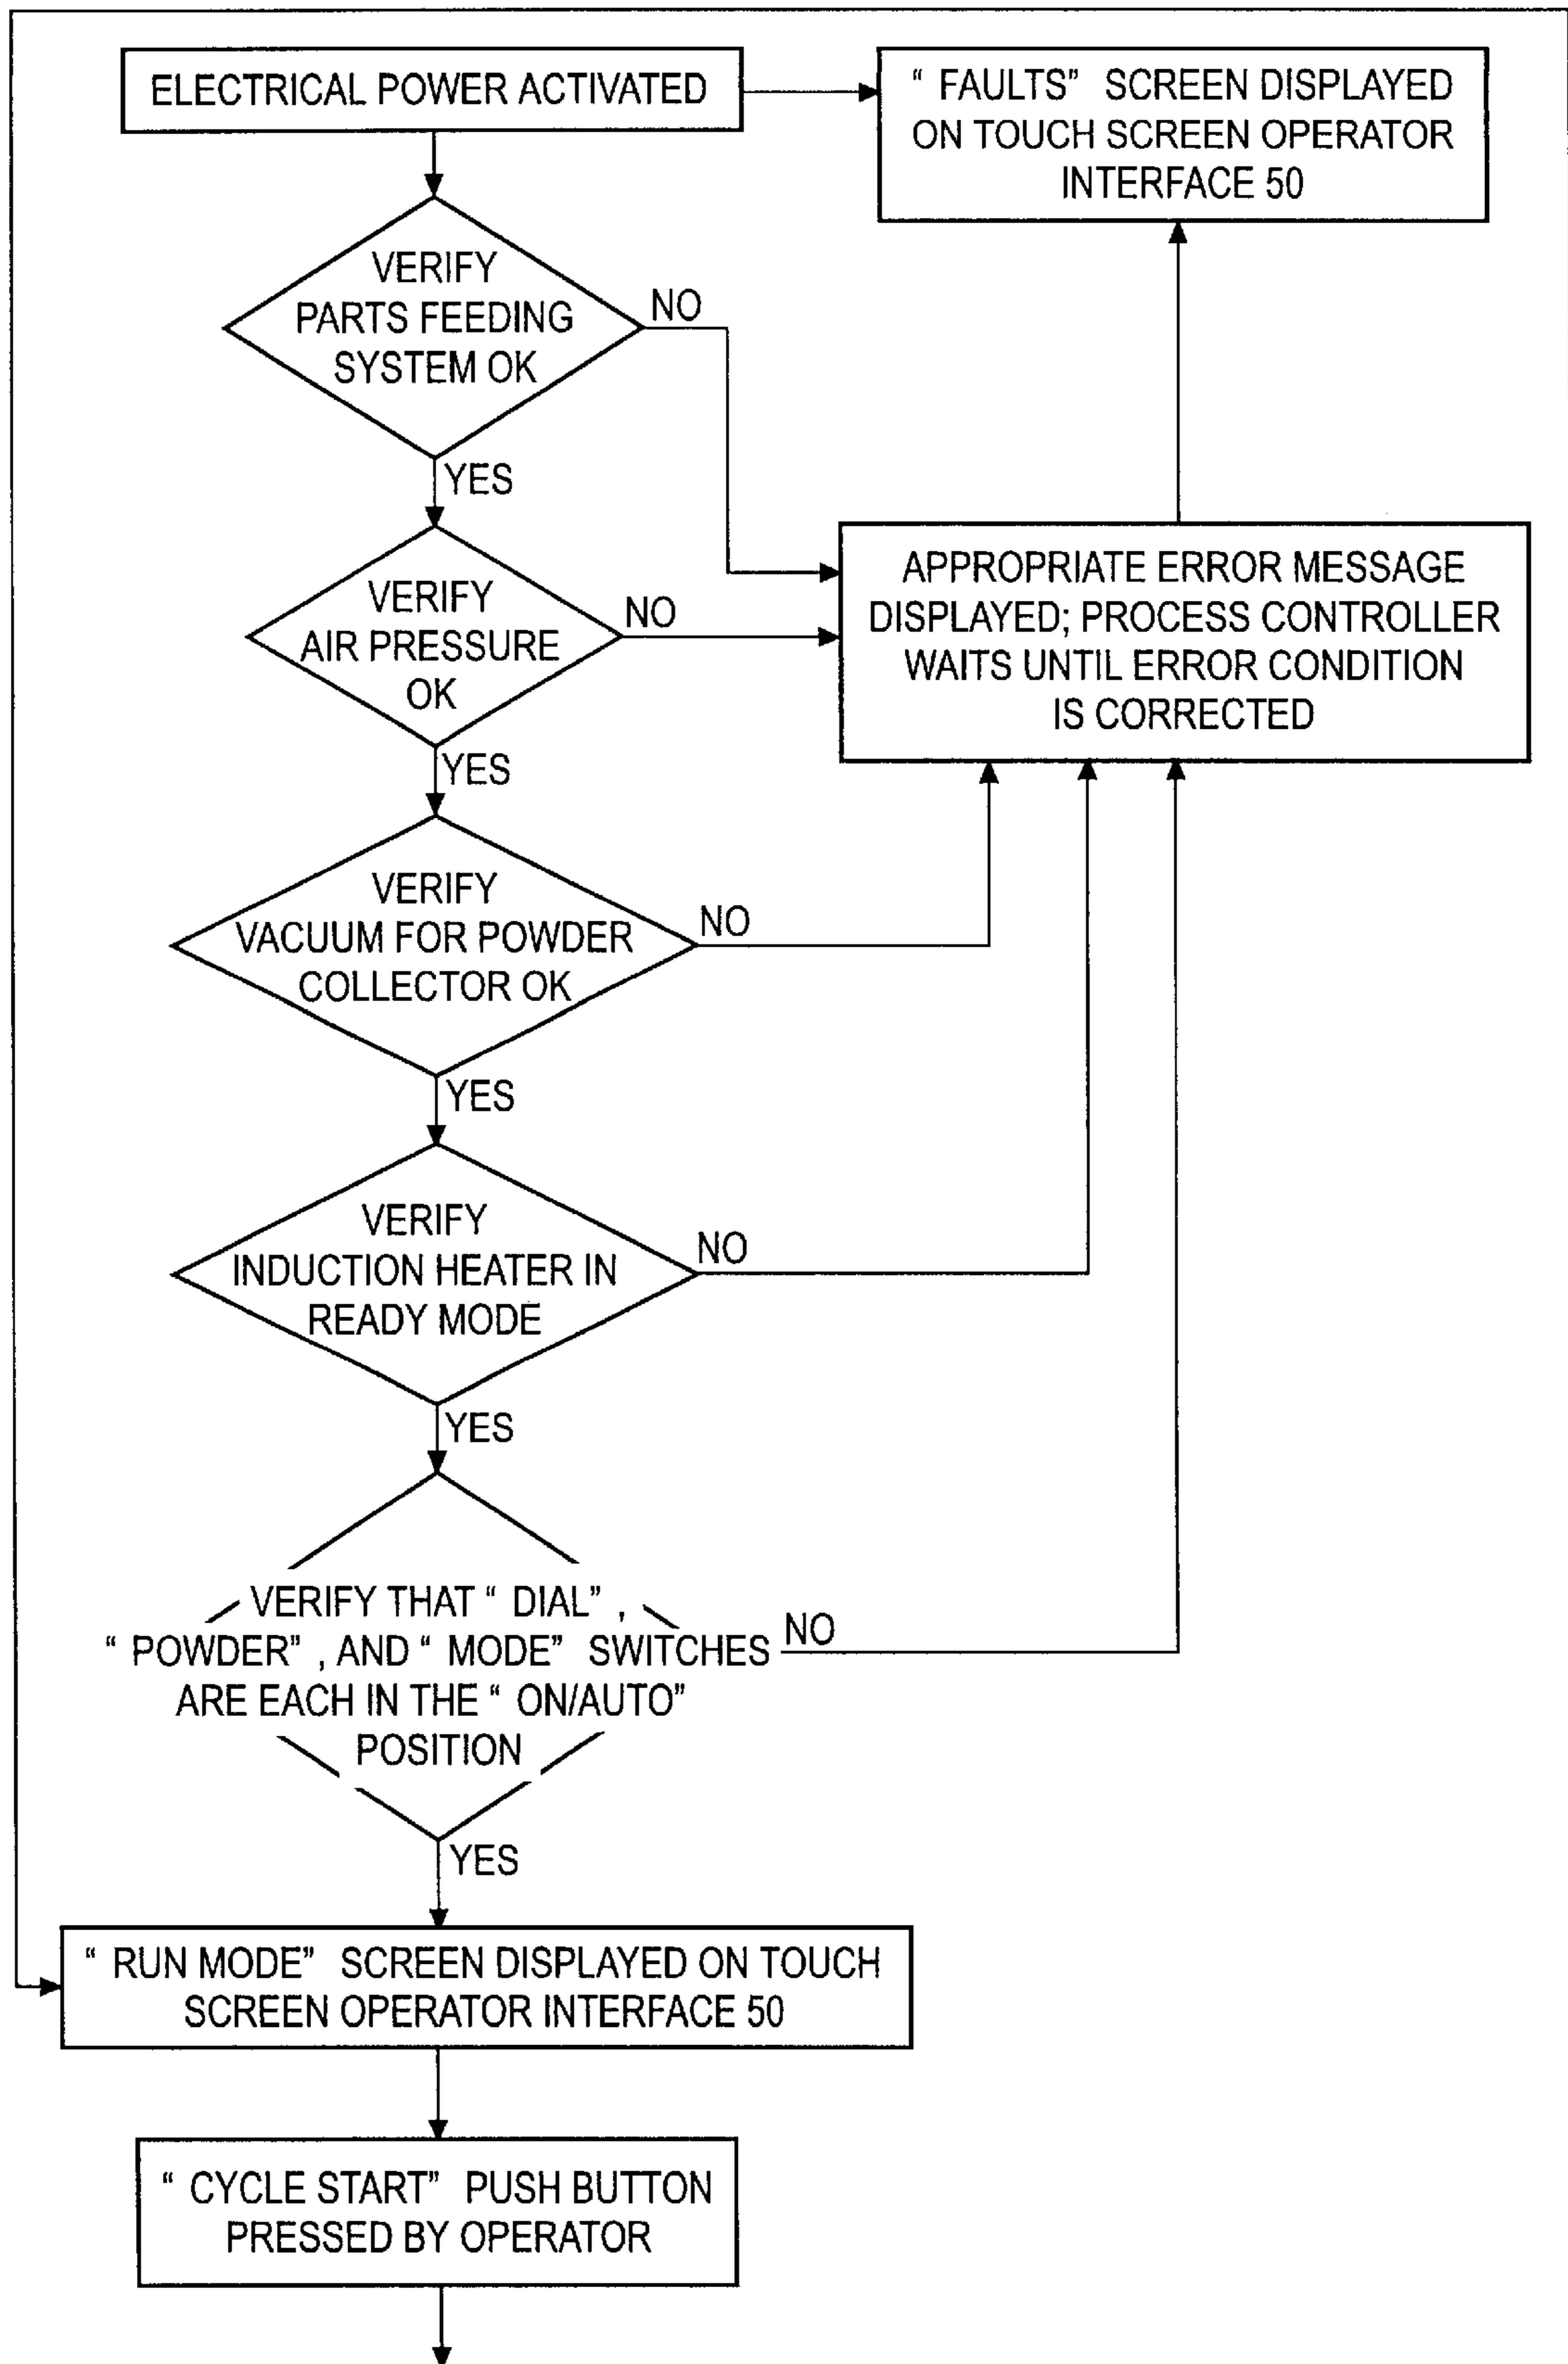 ELECTRICAL POWER ACTIVATED
“ FAULTS” SCREEN DISPLAYED
ON TOUCH SCREEN OPERATOR
INTERFACE 50
VERIFY
PARTS FEEDING
SYSTEM OK
NO
YES
VERIFY
AIR PRESSURE
OK
NO
APPROPRIATE ERROR MESSAGE
DISPLAYED; PROCESS CONTROLLER
WAITS UNTIL ERROR CONDITION
IS CORRECTED
YES
VERIFY
VACUUM FOR POWDER
COLLECTOR OK
NO
YES
VERIFY
INDUCTION HEATER IN
READY MODE
NO
YES
VERIFY THAT “ DIAL” ,
“ POWDER” , AND “ MODE” SWITCHES
ARE EACH IN THE “ ON/AUTO”
POSITION
NO
YES
“ RUN MODE” SCREEN DISPLAYED ON TOUCH
SCREEN OPERATOR INTERFACE 50
“ CYCLE START” PUSH BUTTON
PRESSED BY OPERATOR